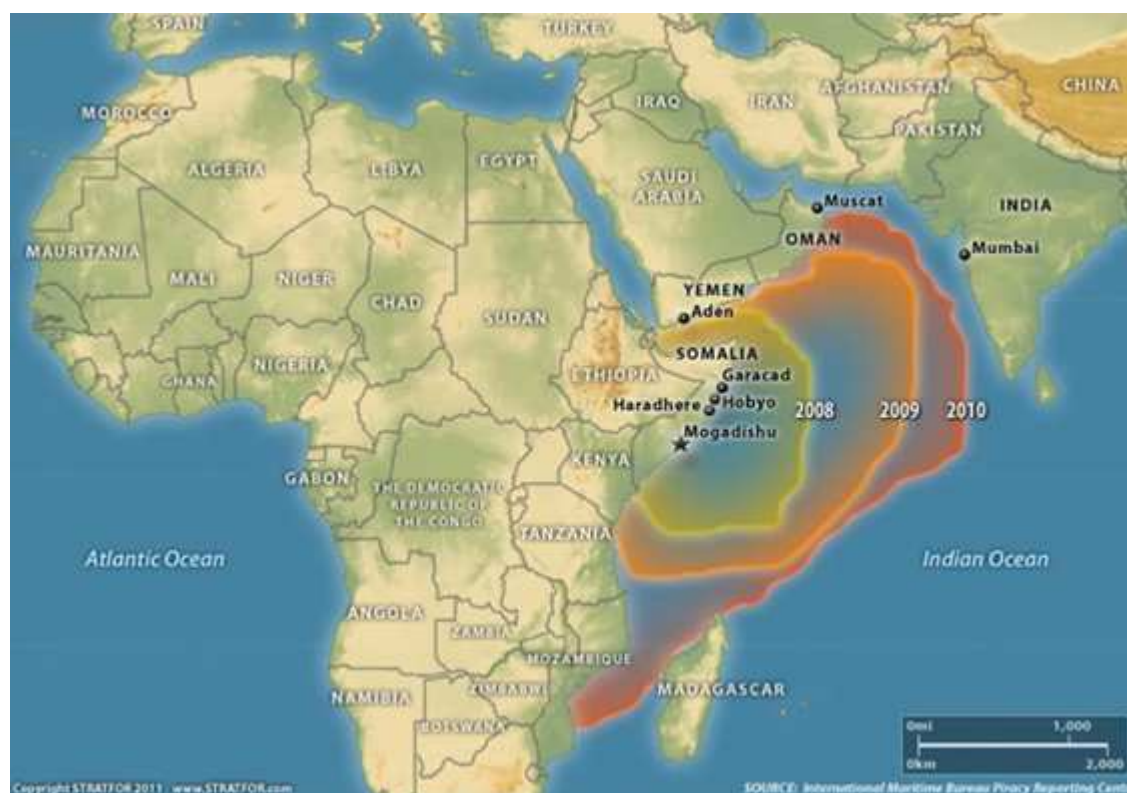 SPAIN
TURKEY
CHINA
AFGHANISTAN
IRAQ
IRAN
MOROCCO
PAKISTAN
ALGERIA
LIBYA
EGYPT
SAUDI
ARABIA
Muscat
INDIA
OMAN
Mumbai
MAURITANIA
MALI
NIGER
CHAD
SUDAN
YEMEN
Aden
SOMALIA
NIGERIA
GHANA
ETHIOPIA
Garacad
Haradhere
Hobyo
2008
2009
2010
Mogadishu
KENYA
GABON
THE DEMOCRATIC
REPUBLIC OF
THE CONGO
TANZANIA
Atlantic Ocean
Indian Ocean
ANGOLA
ZAMBIA
MOZAMBIQUE
NAMIBIA
ZIMBABWE
MADAGASCAR
BOTSWANA
0mi 1,000
0km 2,000
Copyright STRATFOR 2011 www.STRATFOR.com
SOURCE: International Maritime Bureau Piracy Reporting Cent